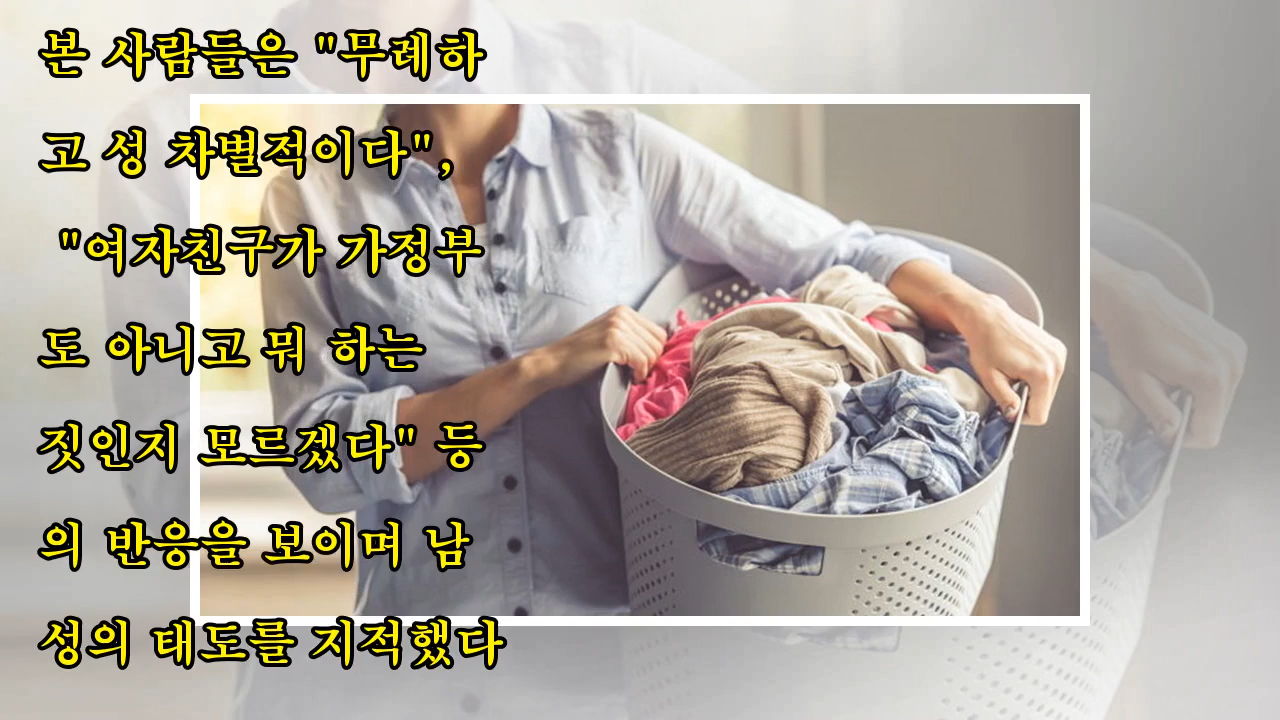 본 사람들은 "무례하
고 성 차별적이다",
"여자친구가 가정부
도 아니고 뭐 하는
짓인지 모르겠다" 등
의 반응을 보이며 남
성의 태도를 지적했다